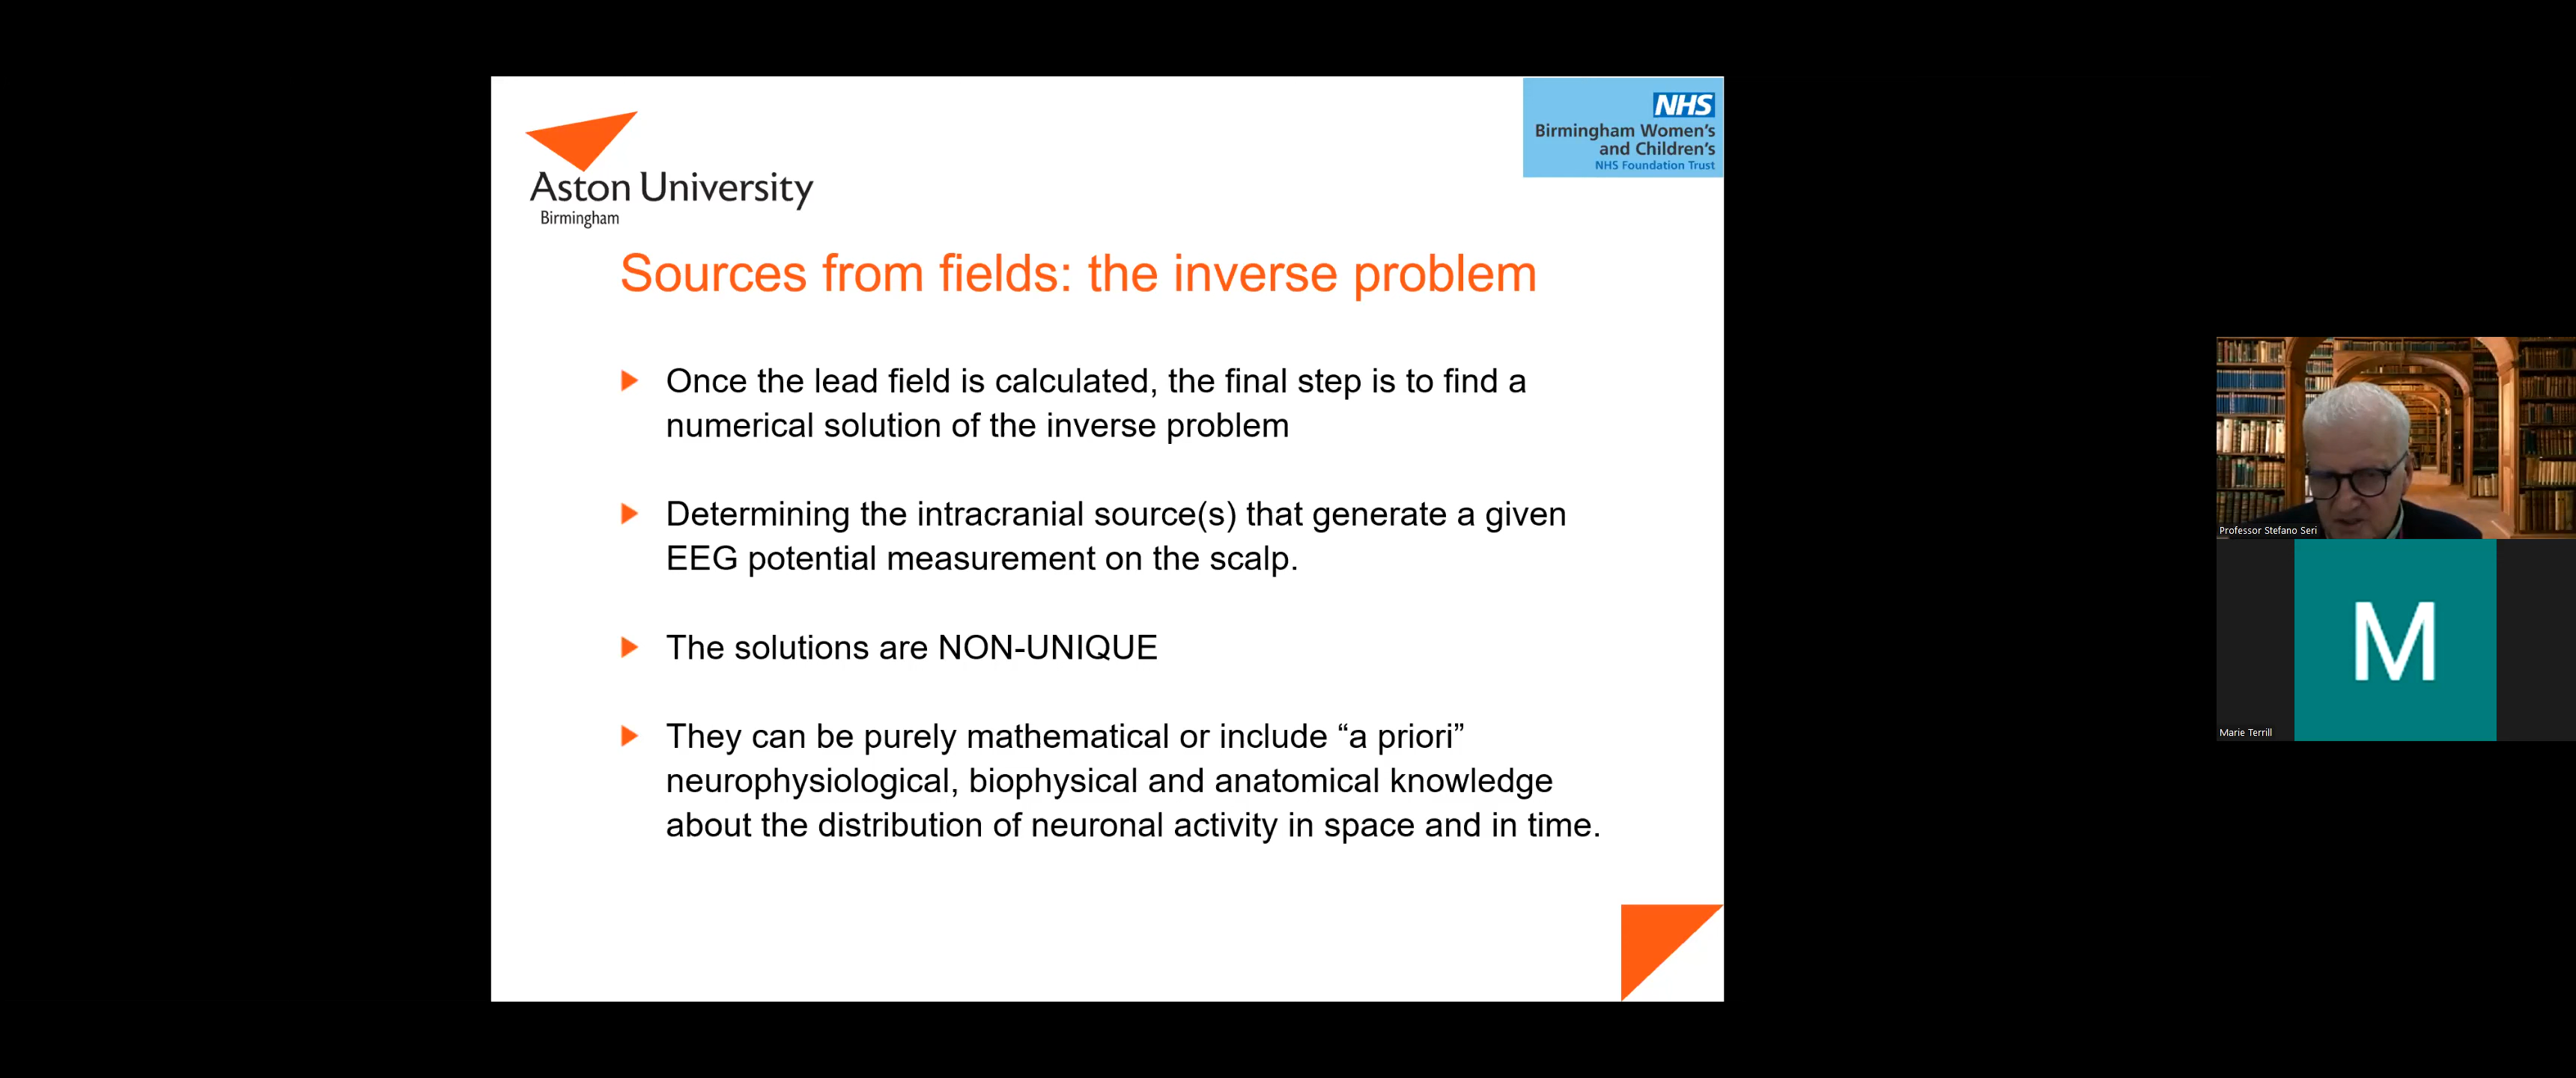 Aston University
Birmingham
NHS
Birmingham Women's
and Children's
NHS Foundation Trust
Sources from fields: the inverse problem
Once the lead field is calculated, the final step is to find a
numerical solution of the inverse problem
Determining the intracranial source(s) that generate a given
EEG potential measurement on the scalp.
The solutions are NON-UNIQUE
They can be purely mathematical or include “a priori”
neurophysiological, biophysical and anatomical knowledge
about the distribution of neuronal activity in space and in time.
Professor Stefano Seri
M
Marie Terrill